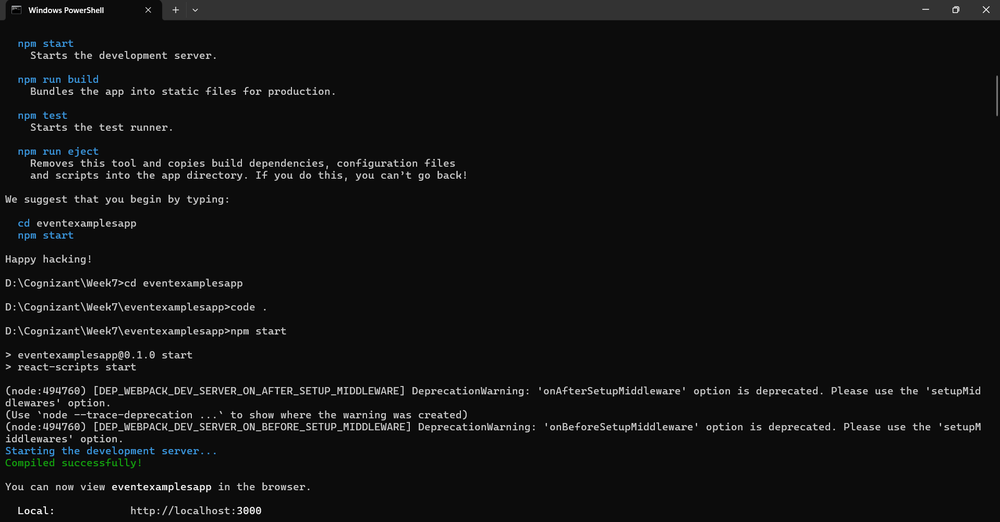 Windows PowerShell
npm start
Starts the development server.
npm run build
Bundles the app into static files for production.
npm test
Starts the test runner.
npm run eject
Removes this tool and copies build dependencies, configuration files
and scripts into the app directory. If you do this, you can’t go back!
We suggest that you begin by typing:
cd eventexamplesapp
npm start
Happy hacking!
D:\Cognizant\Week7>cd eventexamplesapp
D:\Cognizant\Week7\eventexamplesapp>code .
D:\Cognizant\Week7\eventexamplesapp>npm start
> eventexamplesapp@0.1.0 start
> react-scripts start
(node:494760) [DEP_WEBPACK_DEV_SERVER_ON_AFTER_SETUP_MIDDLEWARE] DeprecationWarning: 'onAfterSetupMiddleware' option is deprecated. Please use the 'setupMid
dlewares' option.
(Use `node --trace-deprecation ...` to show where the warning was created)
(node:494760) [DEP_WEBPACK_DEV_SERVER_ON_BEFORE_SETUP_MIDDLEWARE] DeprecationWarning: 'onBeforeSetupMiddleware' option is deprecated. Please use the 'setupM
iddlewares' option.
Starting the development server...
Compiled successfully!
You can now view eventexamplesapp in the browser.
Local: http://localhost:3000